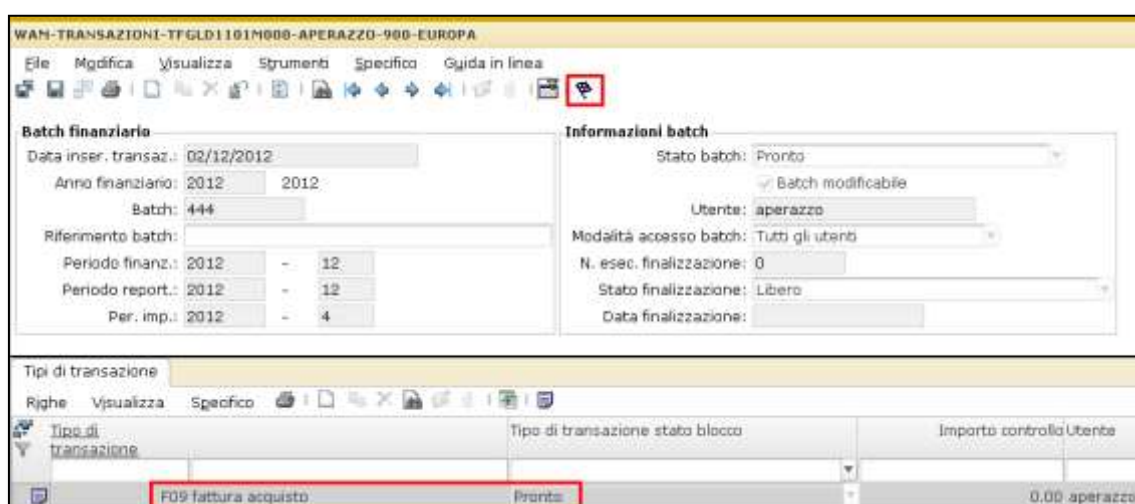 WAM-TRANSAZIONI-TFGLD1101M000-APERAZZO-900-EUROPA
File Modifica Visualizza Strumenti Specifico Guida in linea
Batch finanziario
Data inser. transaz.: 02/12/2012
Anno finanziario: 2012 2012
Batch: 444
Riferimento batch:
Periodo finanz.: 2012 - 12
Periodo report.: 2012 - 12
Per. imp.: 2012 - 4
Informazioni batch
Stato batch: Pronto
Batch modificabile
Utente: aperazzo
Modalità accesso batch: Tutti gli utenti
N. esec. finalizzazione: 0
Stato finalizzazione: Libero
Data finalizzazione:
Tipi di transazione
Righe Visualizza Specifico
Tipo di transazione stato blocco Importo controllo Utente
Tipo di
transazione
F09 fattura acquisto Pronto 0.00 aperazzo